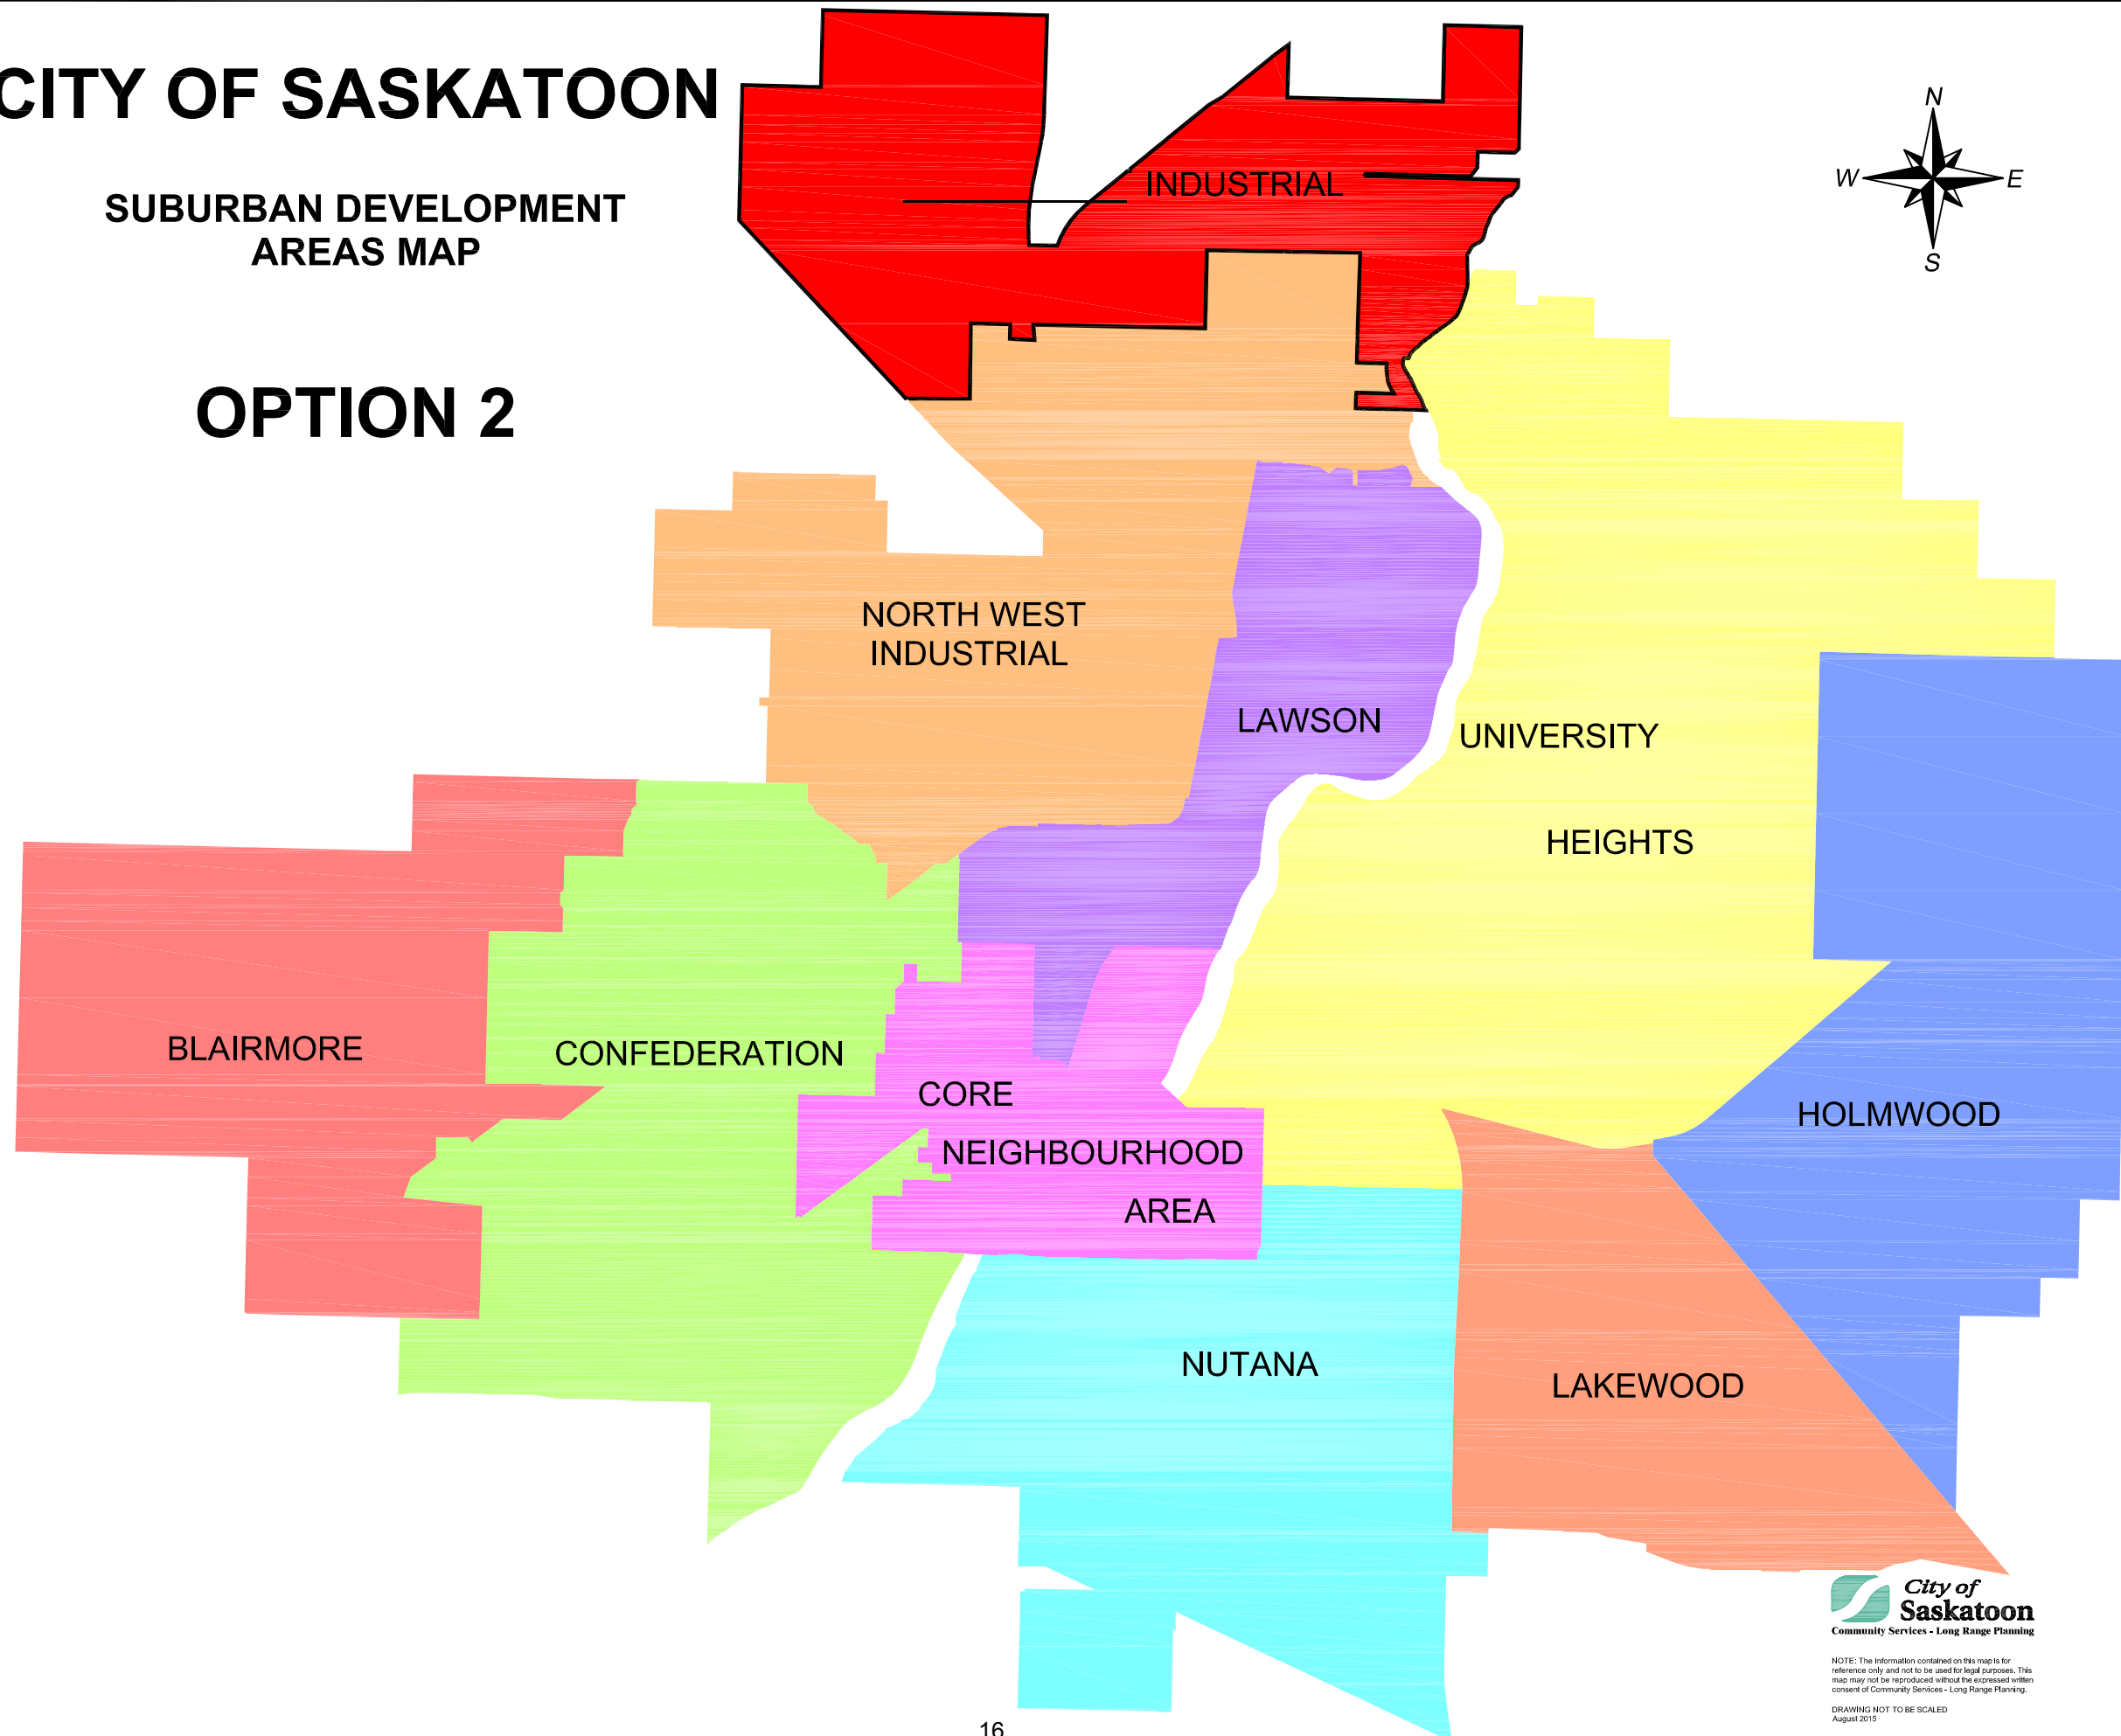 CITY OF SASKATOON
SUBURBAN DEVELOPMENT
AREAS MAP
OPTION 2
N
W
E
S
INDUSTRIAL
NORTH WEST
INDUSTRIAL
LAWSON
UNIVERSITY
HEIGHTS
BLAIRMORE
CONFEDERATION
CORE
NEIGHBOURHOOD
AREA
HOLMWOOD
NUTANA
LAKEWOOD
City of
Saskatoon
Community Services - Long Range Planning
NOTE: The Information contained on this map is for
reference only and not to be used for legal purposes. This
map may not be reproduced without the expressed written
consent of Community Services - Long Range Planning.
DRAWING NOT TO BE SCALED
August 2015
16